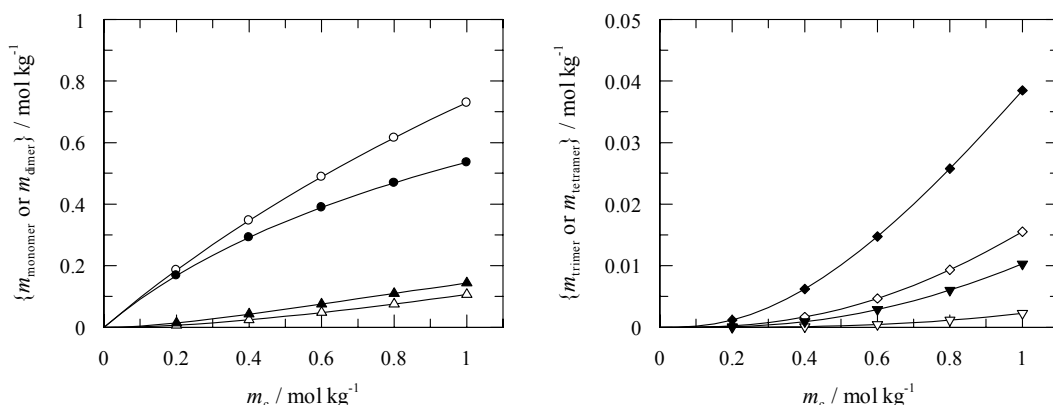 {m_monomer or m_dimer} / mol kg⁻¹
1
0.8
0.6
0.4
0.2
0
0 0.2 0.4 0.6 0.8 1
/ mol kg⁻¹
{m_trimer or m_tetramer} / mol kg⁻¹
0.05
0.04
0.03
0.02
0.01
0
0 0.2 0.4 0.6 0.8 1
/ mol kg⁻¹